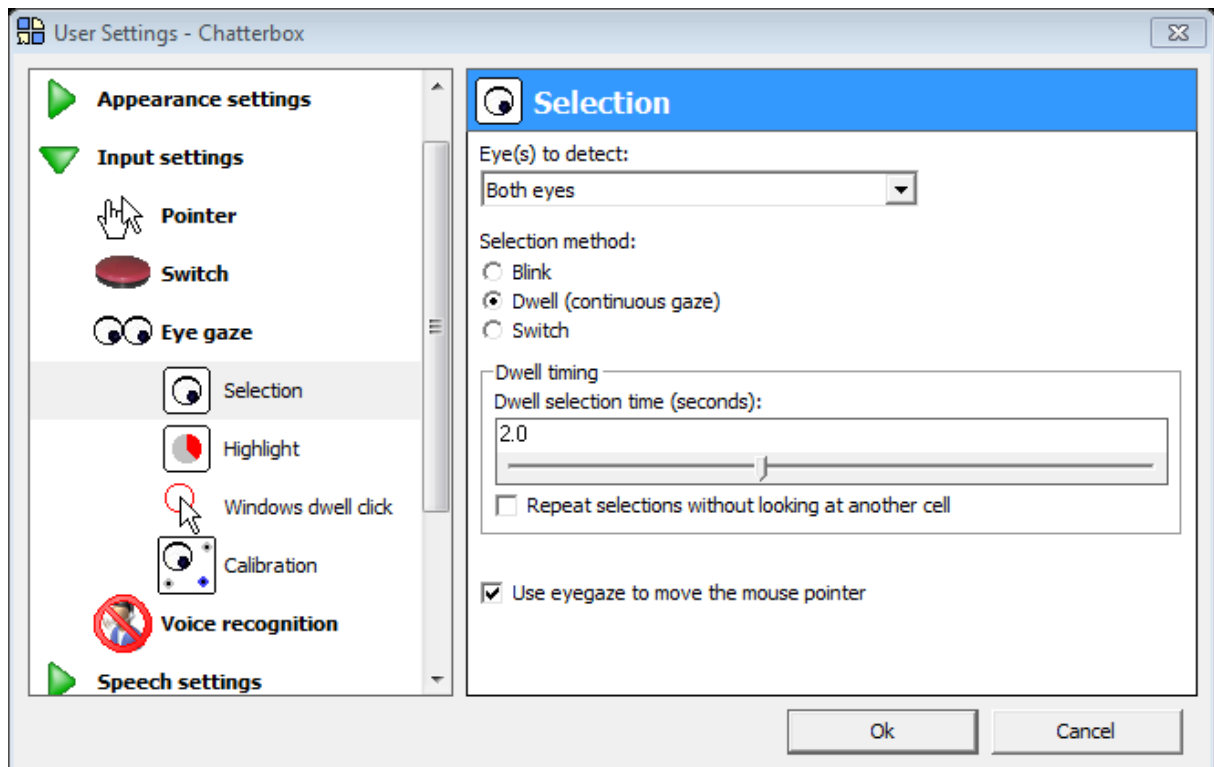 User Settings - Chatterbox
Appearance settings
Input settings
Pointer
Switch
Eye gaze
Selection
Highlight
Windows dwell click
Calibration
Voice recognition
Speech settings
Selection
Eye(s) to detect:
Both eyes
Selection method:
Blink
Dwell (continuous gaze)
Switch
Dwell timing
Dwell selection time (seconds):
2.0
Repeat selections without looking at another cell
Use eyegaze to move the mouse pointer
Ok
Cancel